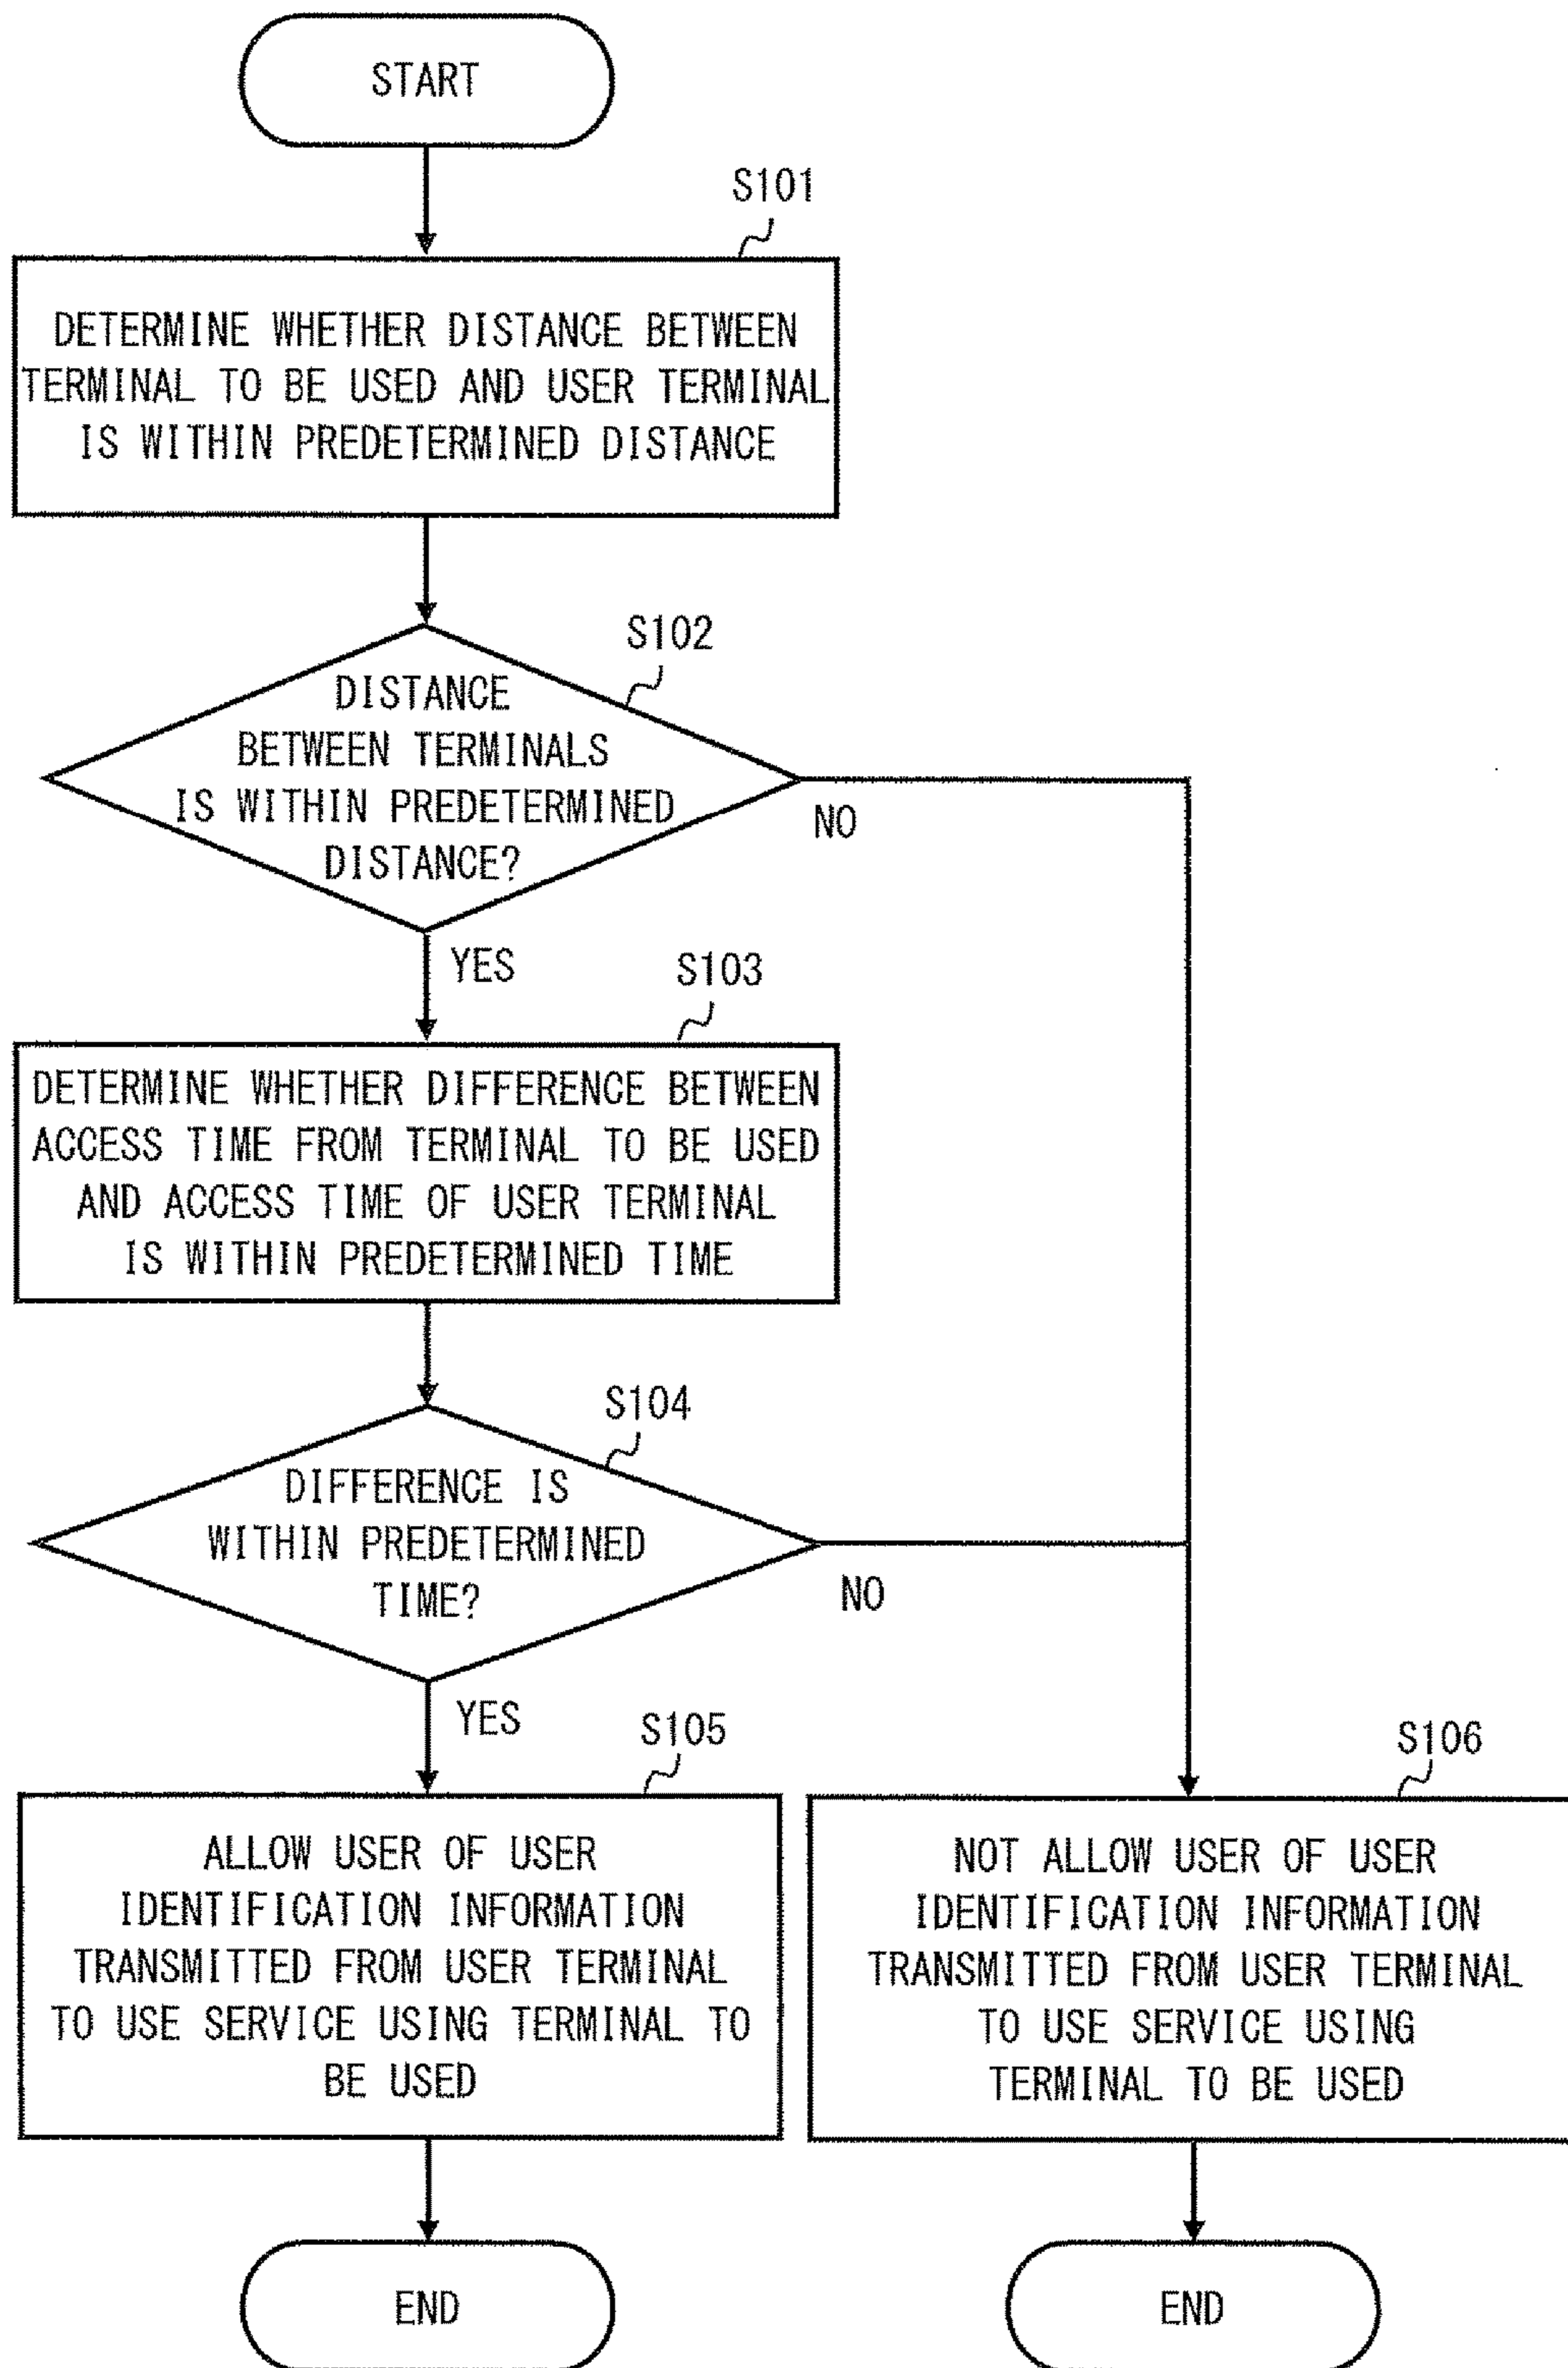 START
S101
DETERMINE WHETHER DISTANCE BETWEEN
TERMINAL TO BE USED AND USER TERMINAL
IS WITHIN PREDETERMINED DISTANCE
S102
DISTANCE
BETWEEN TERMINALS
IS WITHIN PREDETERMINED
DISTANCE?
NO
YES
S103
DETERMINE WHETHER DIFFERENCE BETWEEN
ACCESS TIME FROM TERMINAL TO BE USED
AND ACCESS TIME OF USER TERMINAL
IS WITHIN PREDETERMINED TIME
S104
DIFFERENCE IS
WITHIN PREDETERMINED
TIME?
NO
YES
S105
ALLOW USER OF USER
IDENTIFICATION INFORMATION
TRANSMITTED FROM USER TERMINAL
TO USE SERVICE USING TERMINAL TO
BE USED
S106
NOT ALLOW USER OF USER
IDENTIFICATION INFORMATION
TRANSMITTED FROM USER TERMINAL
TO USE SERVICE USING
TERMINAL TO BE USED
END
END